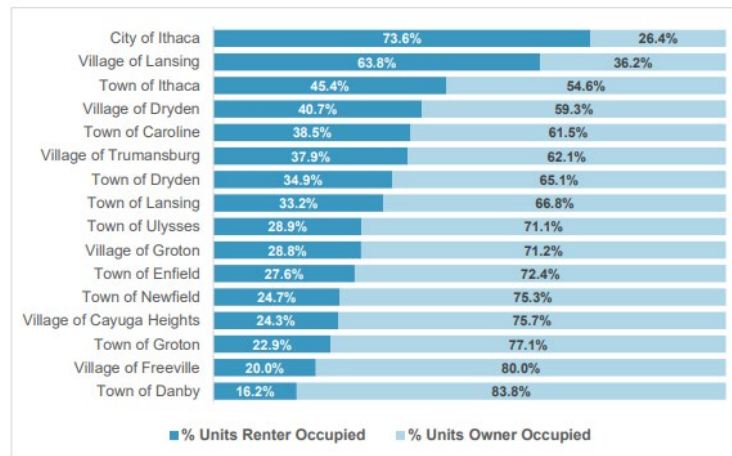 City of Ithaca 73.6% 26.4%
Village of Lansing 63.8% 36.2%
Town of Ithaca 45.4% 54.6%
Village of Dryden 40.7% 59.3%
Town of Caroline 38.5% 61.5%
Village of Trumansburg 37.9% 62.1%
Town of Dryden 34.9% 65.1%
Town of Lansing 33.2% 66.8%
Town of Ulysses 28.9% 71.1%
Village of Groton 28.8% 71.2%
Town of Enfield 27.6% 72.4%
Town of Newfield 24.7% 75.3%
Village of Cayuga Heights 24.3% 75.7%
Town of Groton 22.9% 77.1%
Village of Freeville 20.0% 80.0%
Town of Danby 16.2% 83.8%
% Units Renter Occupied % Units Owner Occupied